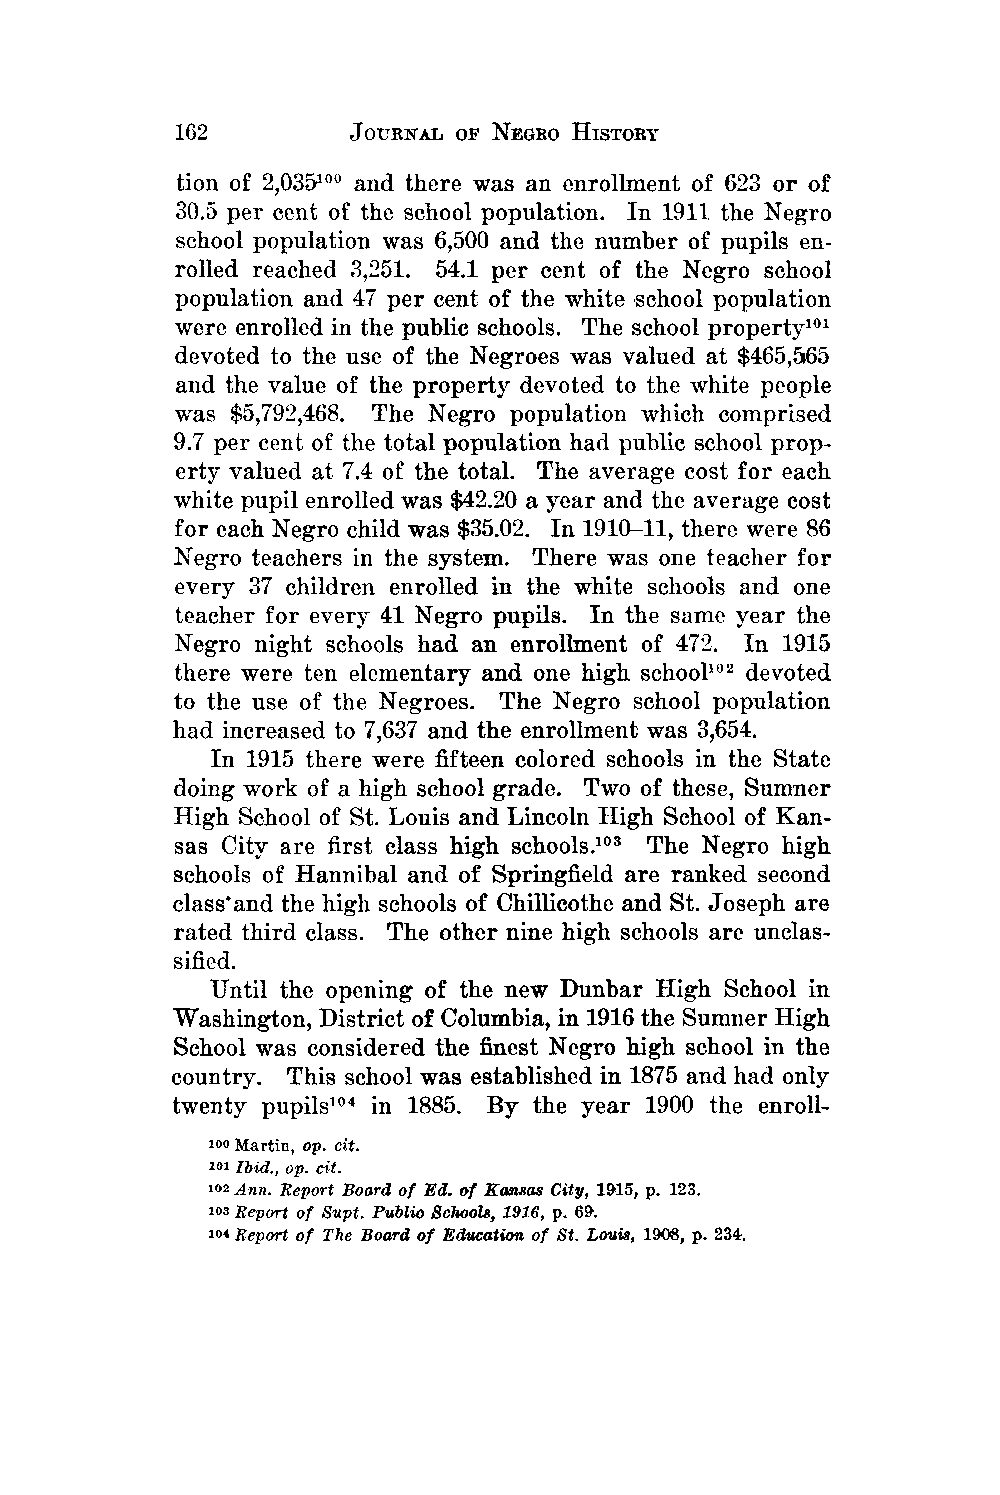 162 JOURNAL OF NEGRO HISTORY
tion of 2,035¹⁰⁰ and there was an enrollment of 623 or of
30.5 per cent of the school population. In 1911 the Negro
school population was 6,500 and the number of pupils en-
rolled reached 3,251. 54.1 per cent of the Negro school
population and 47 per cent of the white school population
were enrolled in the public schools. The school property¹⁰¹
devoted to the use of the Negroes was valued at $465,565
and the value of the property devoted to the white people
was $5,792,468. The Negro population which comprised
9.7 per cent of the total population had public school prop-
erty valued at 7.4 of the total. The average cost for each
white pupil enrolled was $42.20 a year and the average cost
for each Negro child was $35.02. In 1910–11, there were 86
Negro teachers in the system. There was one teacher for
every 37 children enrolled in the white schools and one
teacher for every 41 Negro pupils. In the same year the
Negro night schools had an enrollment of 472. In 1915
there were ten elementary and one high school¹⁰² devoted
to the use of the Negroes. The Negro school population
had increased to 7,637 and the enrollment was 3,654.
In 1915 there were fifteen colored schools in the State
doing work of a high school grade. Two of these, Sumner
High School of St. Louis and Lincoln High School of Kan-
sas City are first class high schools.¹⁰³ The Negro high
schools of Hannibal and of Springfield are ranked second
class and the high schools of Chillicothe and St. Joseph are
rated third class. The other nine high schools are unclas-
sified.
Until the opening of the new Dunbar High School in
Washington, District of Columbia, in 1916 the Sumner High
School was considered the finest Negro high school in the
country. This school was established in 1875 and had only
twenty pupils¹⁰⁴ in 1885. By the year 1900 the enroll-
¹⁰⁰ Martin, op. cit.
¹⁰¹ Ibid., op. cit.
¹⁰² Ann. Report Board of Ed. of Kansas City, 1915, p. 123.
¹⁰³ Report of Supt. Public Schools, 1916, p. 69.
¹⁰⁴ Report of The Board of Education of St. Louis, 1908, p. 234.